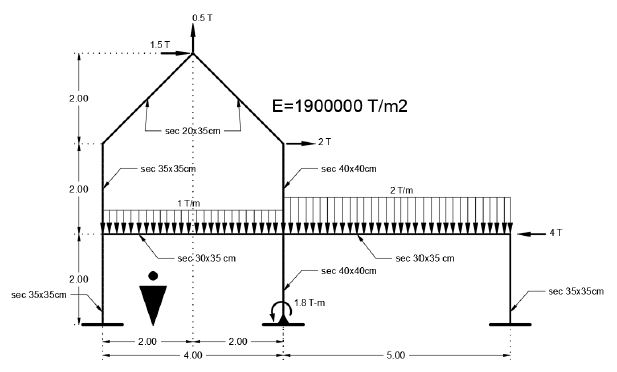 0.5 T
1.5 T
2.00
E=1900000 T/m2
sec 20x35cm
2 T
sec 35x35cm
sec 40x40cm
2.00
1 T/m
2 T/m
4 T
sec 30x35 cm
sec 30x35 cm
2.00
sec 40x40cm
sec 35x35cm
1.8 T-m
sec 35x35cm
2.00
2.00
4.00
5.00